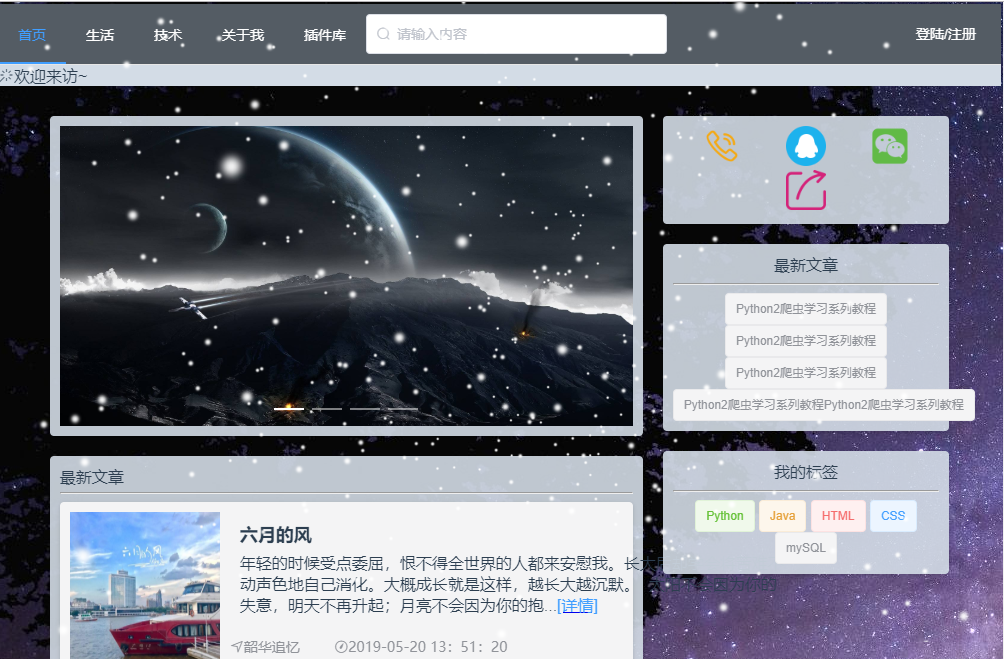 首页 生活 技术 关于我 插件库 请输入内容 登陆/注册
欢迎来访~
最新文章
Python2爬虫学习系列教程
Python2爬虫学习系列教程
Python2爬虫学习系列教程
Python2爬虫学习系列教程Python2爬虫学习系列教程
我的标签
Python Java HTML CSS
mySQL
最新文章
六月的风
六月的风
年轻的时候受点委屈，恨不得全世界的人都来安慰我。长大
动声色地自己消化。大概成长就是这样，越长大越沉默。 因为你的
失意，明天不再升起；月亮不会因为你的抱...[详情]
韶华追忆 2019-05-20 13：51：20